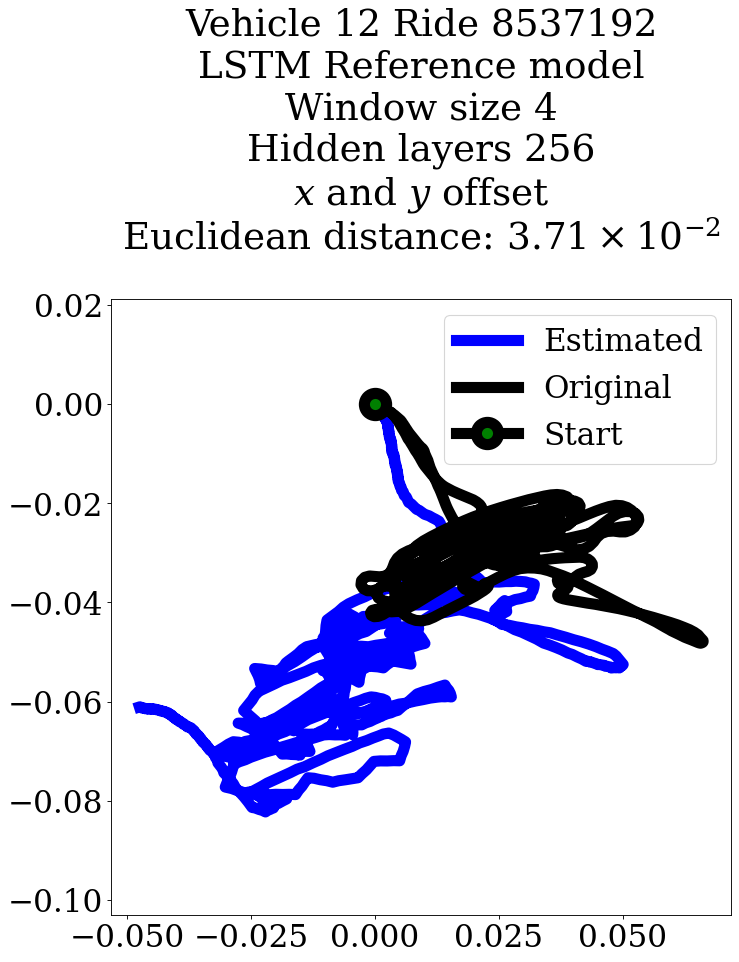 Vehicle 12 Ride 8537192
LSTM Reference model
Window size 4
Hidden layers 256
x and y offset
Euclidean distance: 3.71 × 10⁻²
0.02
0.00
−0.02
−0.04
−0.06
−0.08
−0.10
Estimated
Original
Start
−0.050 −0.025 0.000 0.025 0.050